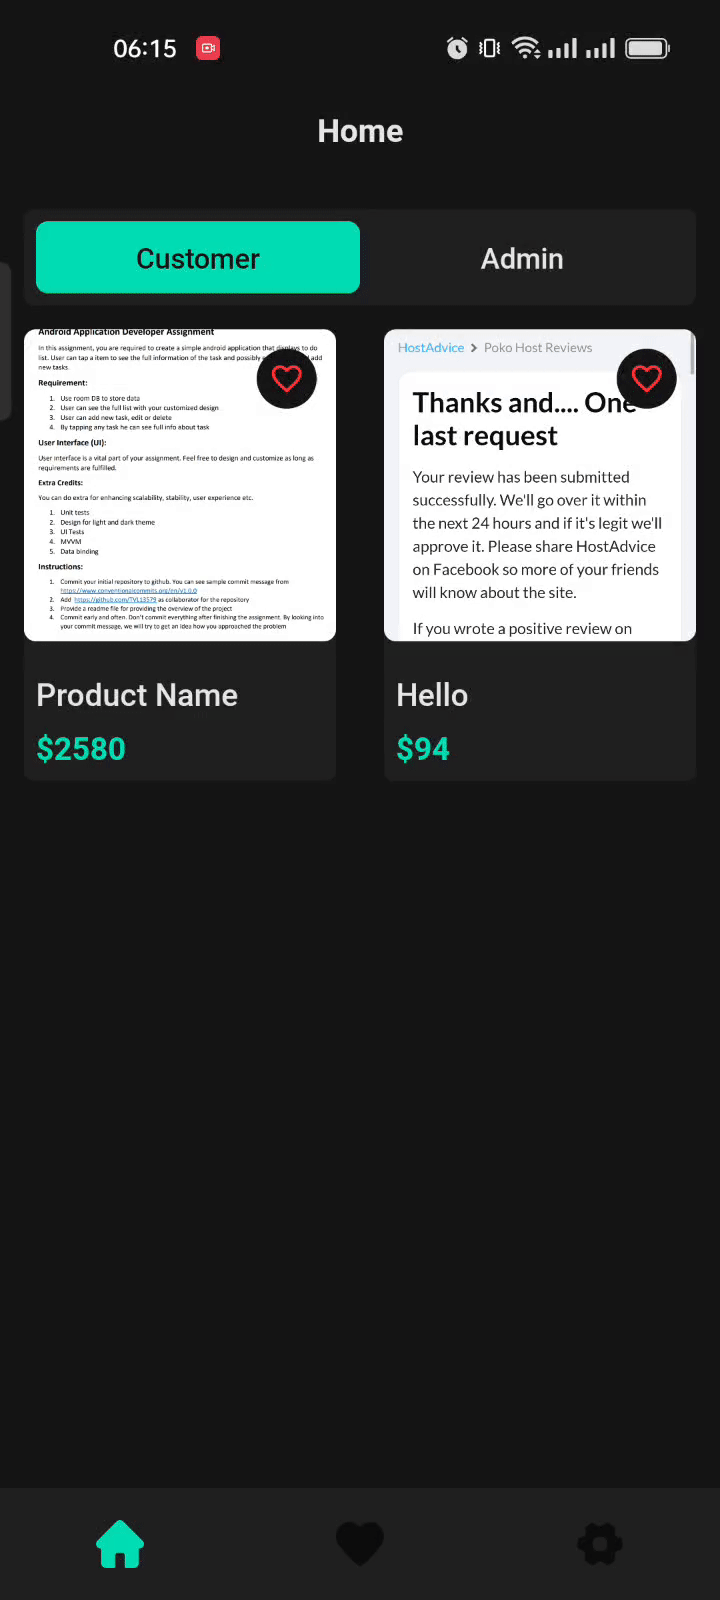 06:15
Home
Customer
Admin
Android Application Developer Assignment
In this assignment, you are required to create a simple android application that displays to do
list. User can tap a item to see the full information of the task and possibly add
new tasks.
Requirement:
1. Use room DB to store data
2. User can see the full list with your customized design
3. User can add new task, edit or delete
4. By tapping any task he can see full info about task
User Interface (UI):
User Interface is a vital part of your assignment. Feel free to design and customize as long as
requirements are fulfilled.
Extra Credits:
You can do extra for enhancing scalability, stability, user experience etc.
1. Unit tests
2. Design for light and dark theme
3. UI Tests
4. MVVM
5. Data binding
Instructions:
1. Commit your initial repository to github. You can see sample commit message from
https://www.conventionalcommits.org/en/v1.0.0
2. Add https://github.com/TVL13579 as collaborator for the repository
3. Provide a readme file for providing the overview of the project
4. Commit early and often. Don't commit everything after finishing the assignment. By looking into
your commit message, we will try to get an idea how you approached the problem
Product Name
$2580
HostAdvice > Poko Host Reviews
Thanks and.... One
last request
Your review has been submitted
successfully. We'll go over it within
the next 24 hours and if it's legit we'll
approve it. Please share HostAdvice
on Facebook so more of your friends
will know about the site.
If you wrote a positive review on
Hello
$94